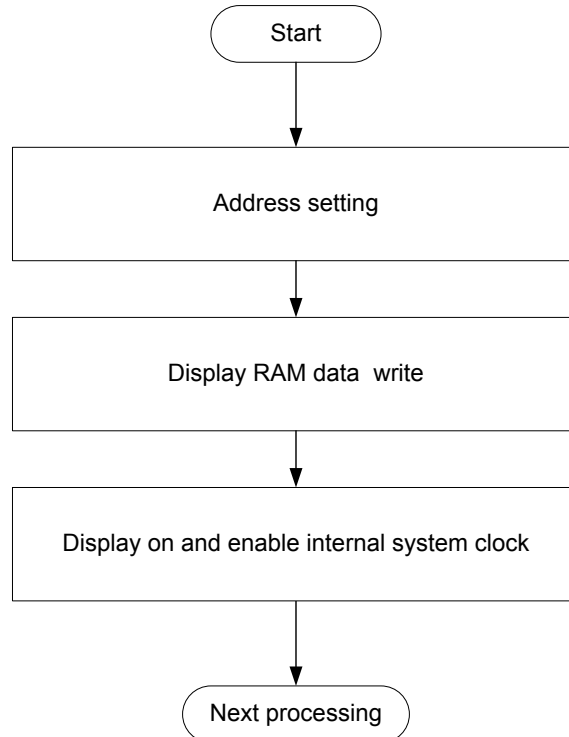 Start
Address setting
Display RAM data  write
Display on and enable internal system clock
Next processing